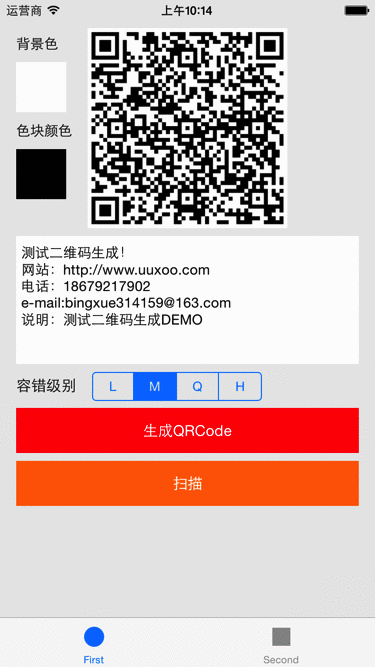 运营商 上午10:14
背景色
色块颜色
测试二维码生成！
网站：http://www.uuxoo.com
电话：18679217902
e-mail:bingxue314159@163.com
说明：测试二维码生成DEMO
容错级别 L M Q H
生成QRCode
扫描
First Second